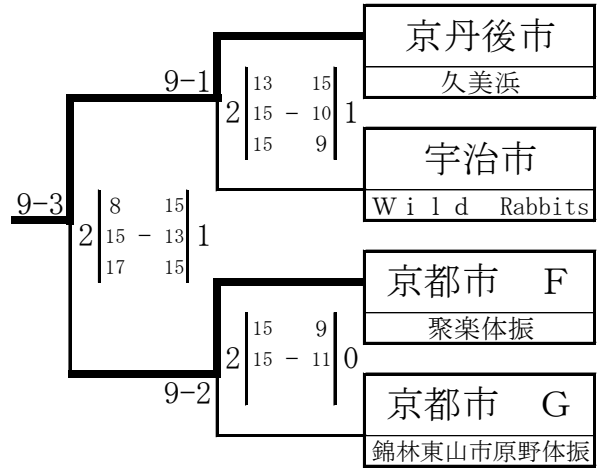 京丹後市
久美浜
9-1
13 15
2 15 - 10 1
15 9
宇治市
Wild Rabbits
9-3
8 15
2 15 - 13 1
17 15
京都市 F
聚楽体振
15 9
2 15 - 11 0
9-2
京都市 G
錦林東山市原野体振